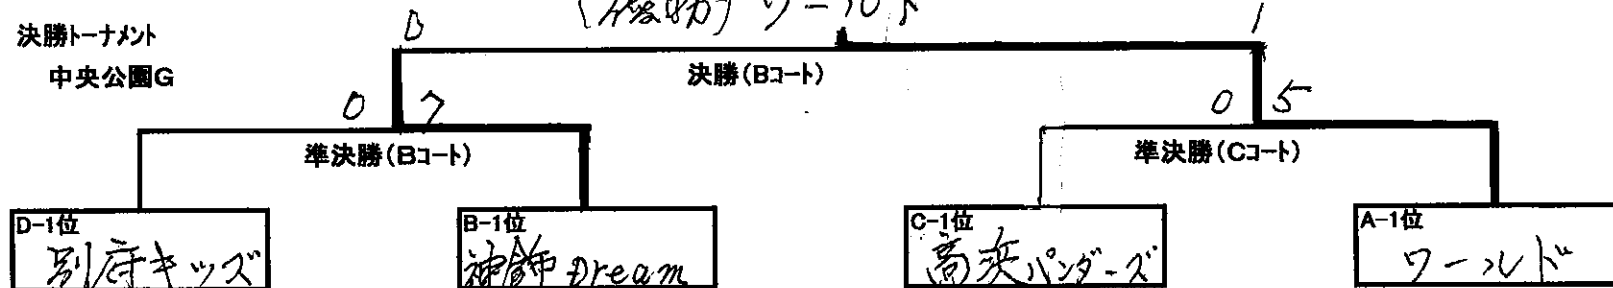 (優勝) ワールド
決勝トーナメント
0 1
中央公園G
決勝(Bコート)
0 7 0 5
準決勝(Bコート) 準決勝(Cコート)
D-1位 B-1位 C-1位 A-1位
別府キッズ 神飾Dream 高浜パンダーズ ワールド